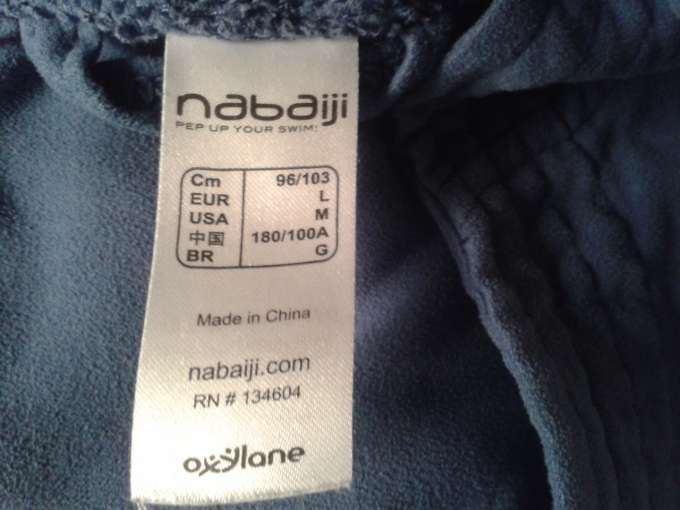 nabaiji
PEP UP YOUR SWIM!
Cm 96/103
EUR L
USA M
中国 180/100A
BR G
Made in China
nabaiji.com
RN # 134604
oxylane